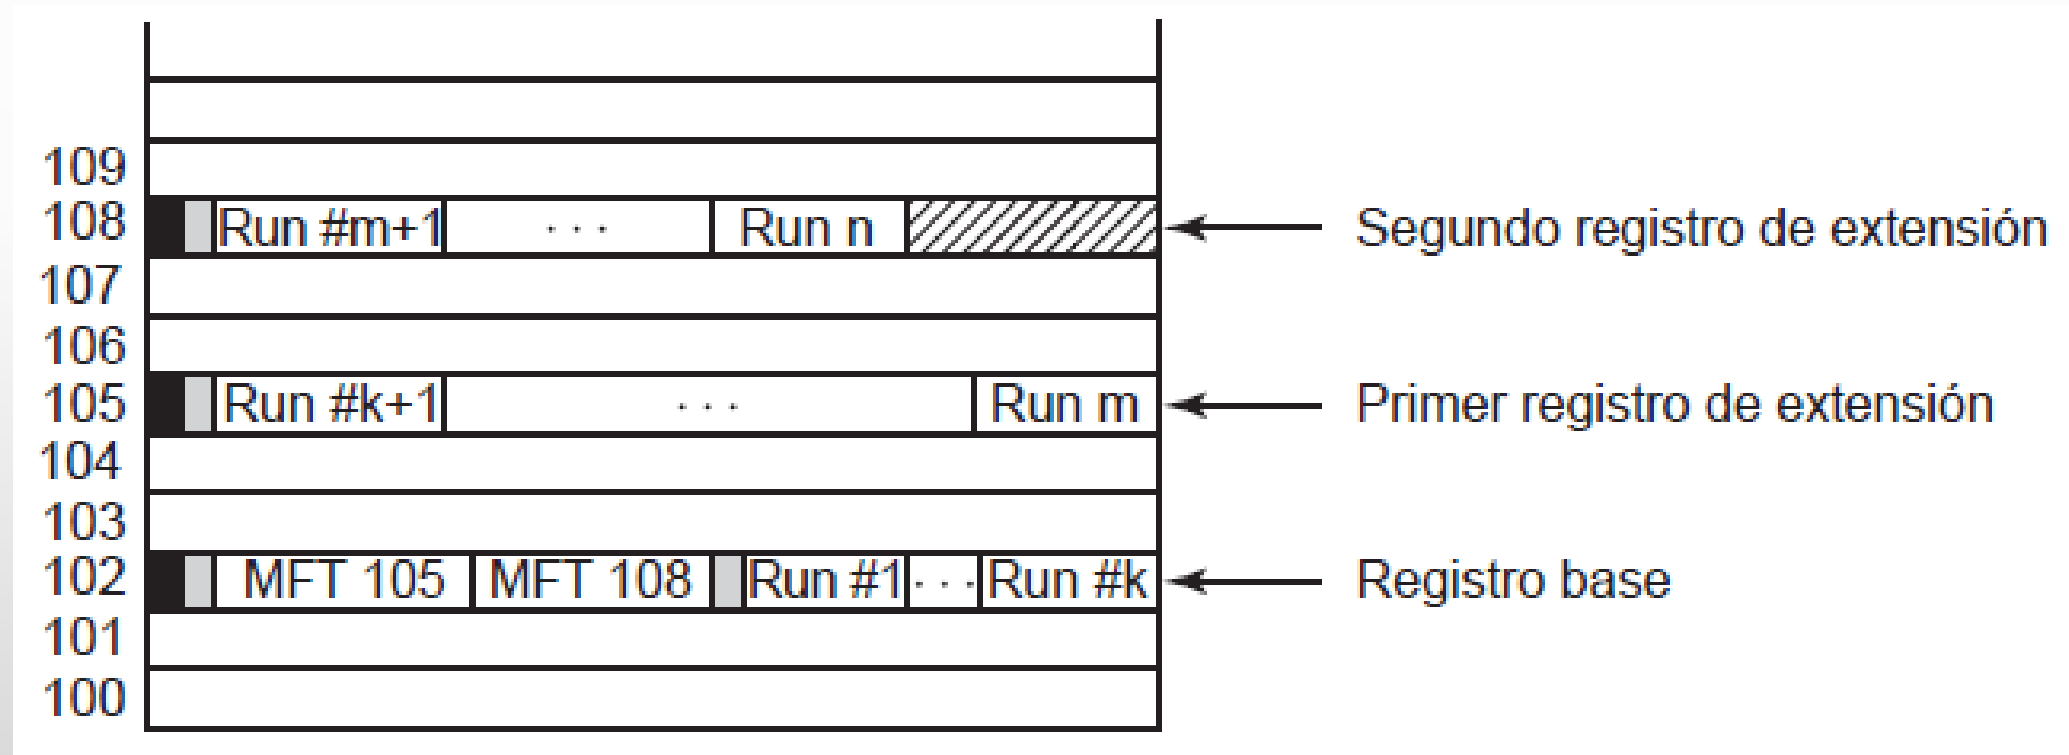 109
108 Run #m+1 ... Run n Segundo registro de extensión
107
106
105 Run #k+1 ... Run m Primer registro de extensión
104
103
102 MFT 105 MFT 108 Run #1 ... Run #k Registro base
101
100